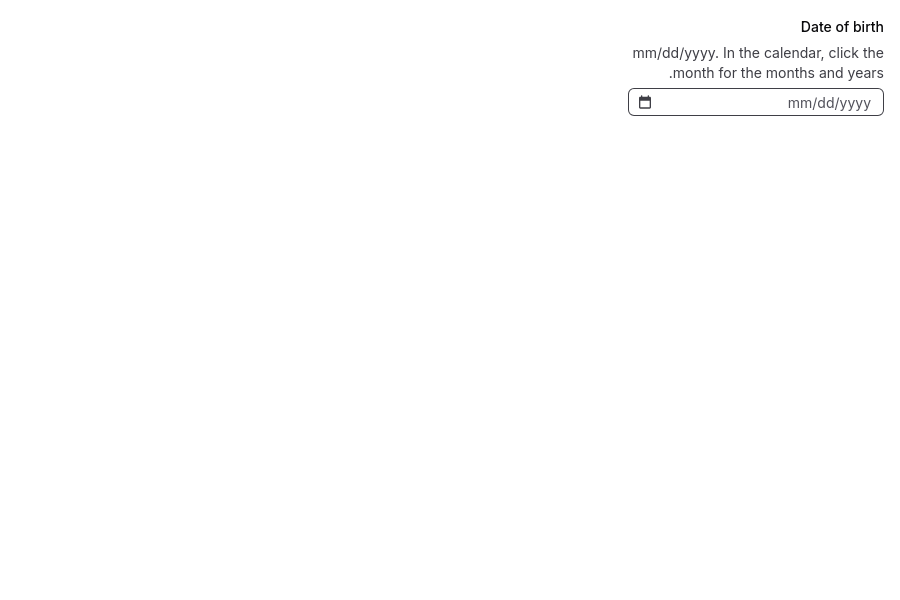 Date of birth
mm/dd/yyyy. In the calendar, click the
month for the months and years.
mm/dd/yyyy